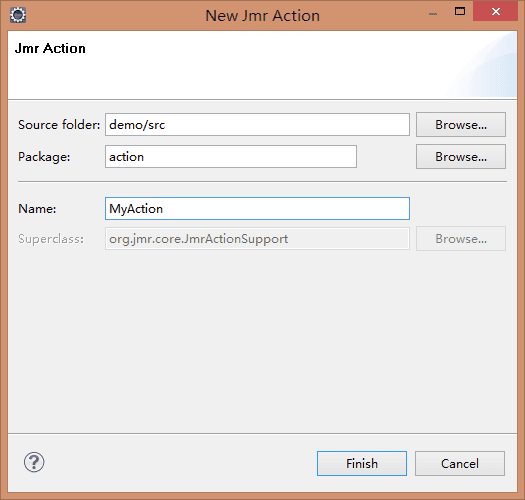 New Jmr Action
Jmr Action
Source folder: demo/src Browse...
Package: action Browse...
Name: MyAction
Superclass: org.jmr.core.JmrActionSupport Browse...
? Finish Cancel